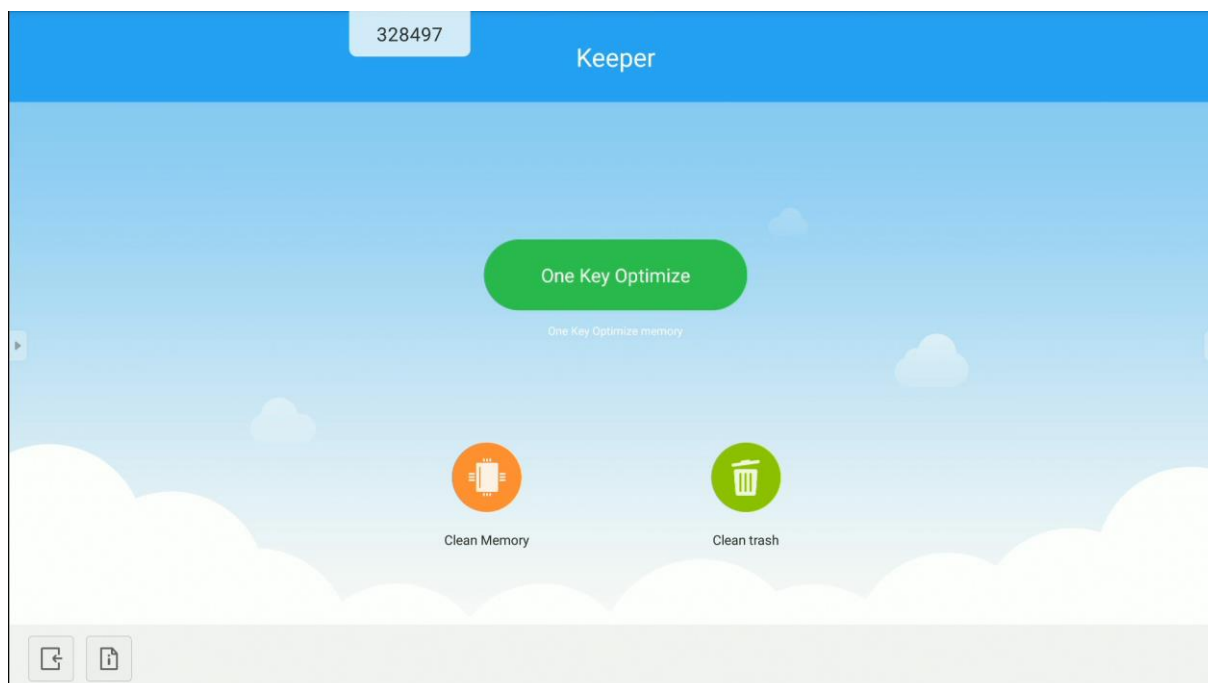 328497
Keeper
One Key Optimize
One Key Optimize memory
Clean Memory
Clean trash